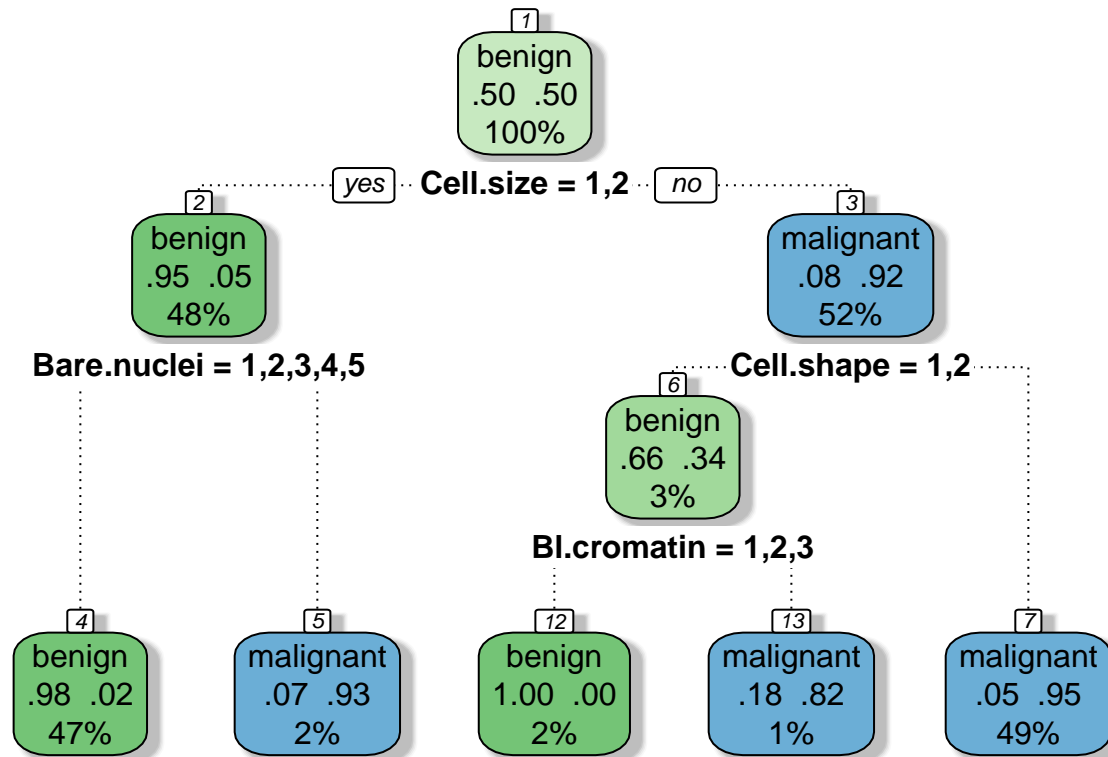 1
benign
.50 .50
100%
yes Cell.size = 1,2 no
2
benign
.95 .05
48%
3
malignant
.08 .92
52%
Bare.nuclei = 1,2,3,4,5
Cell.shape = 1,2
6
benign
.66 .34
3%
Bl.cromatin = 1,2,3
4
benign
.98 .02
47%
5
malignant
.07 .93
2%
12
benign
1.00 .00
2%
13
malignant
.18 .82
1%
7
malignant
.05 .95
49%